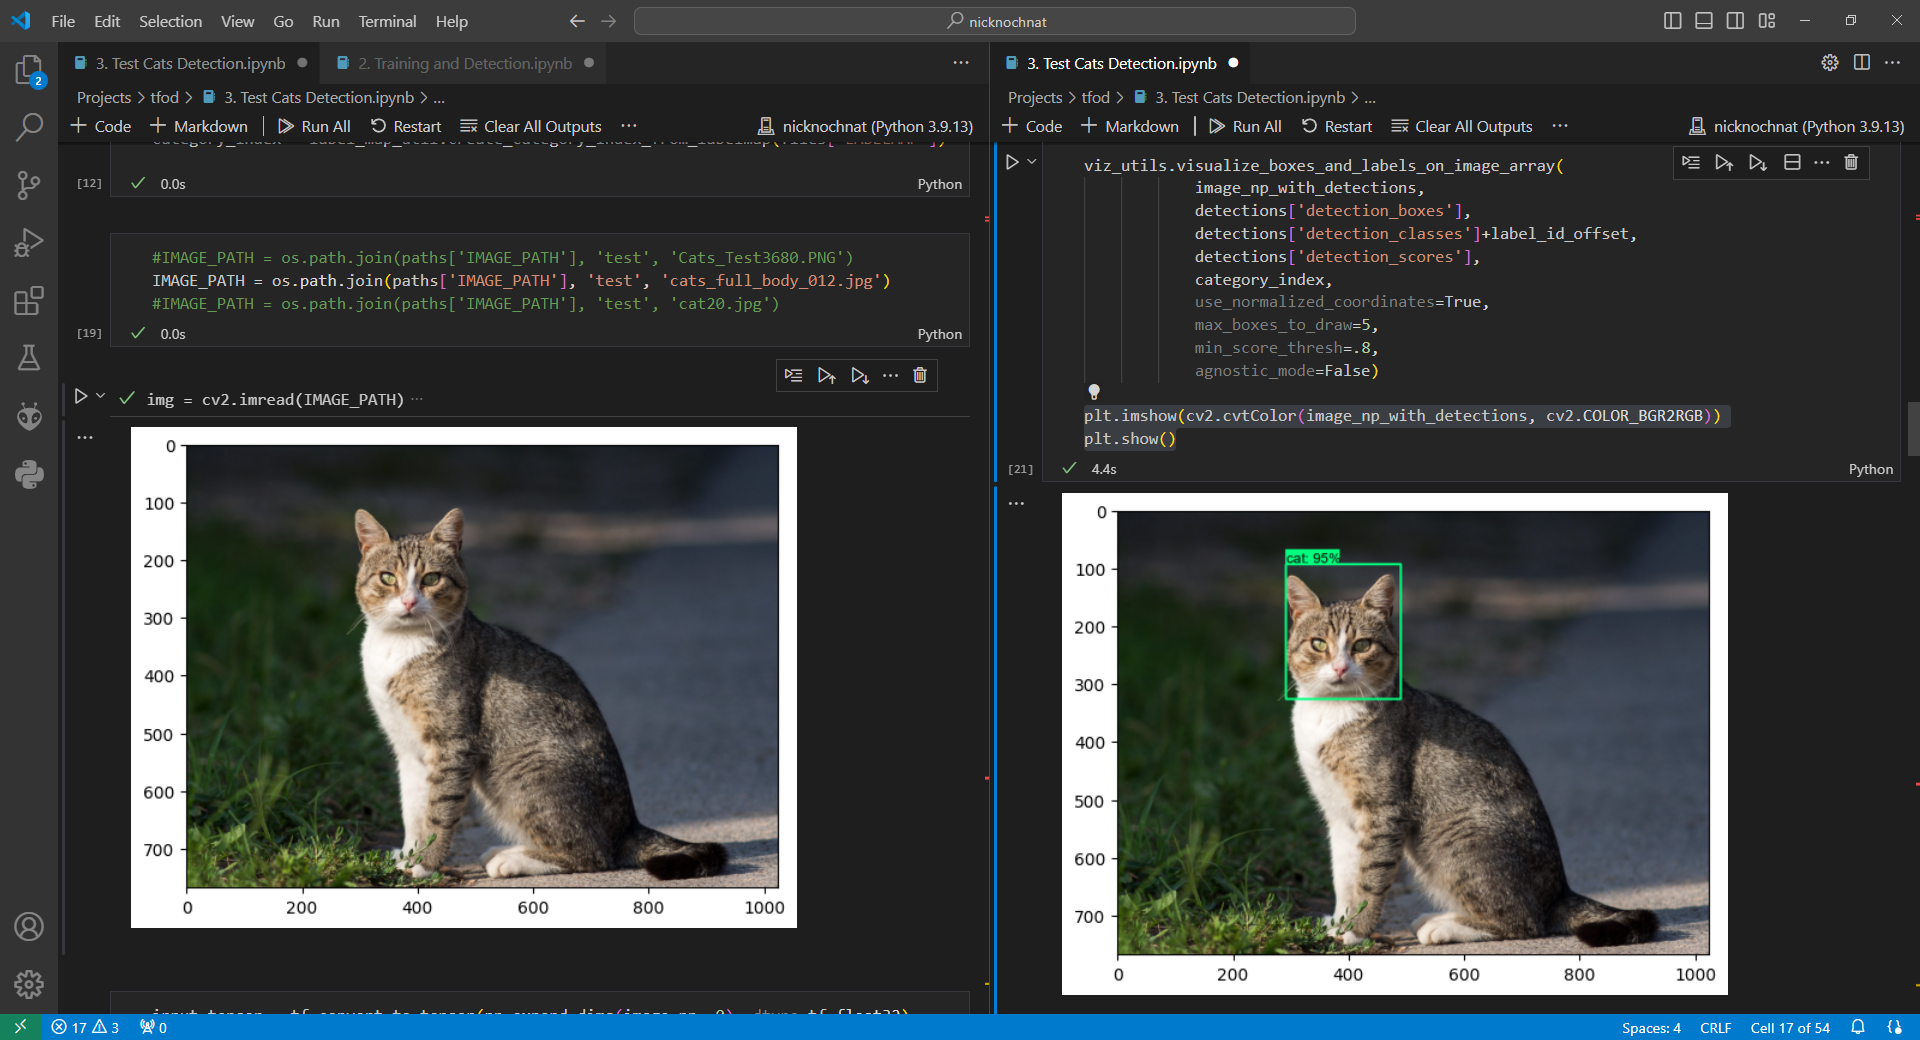 File Edit Selection View Go Run Terminal Help
nicknochnat
2
3. Test Cats Detection.ipynb
2. Training and Detection.ipynb
Projects > tfod > 3. Test Cats Detection.ipynb > ...
+ Code + Markdown | Run All Restart Clear All Outputs ... nicknochnat (Python 3.9.13)
[12] 0.0s Python
#IMAGE_PATH = os.path.join(paths['IMAGE_PATH'], 'test', 'Cats_Test3680.PNG')
IMAGE_PATH = os.path.join(paths['IMAGE_PATH'], 'test', 'cats_full_body_012.jpg')
#IMAGE_PATH = os.path.join(paths['IMAGE_PATH'], 'test', 'cat20.jpg')
[19] 0.0s Python
img = cv2.imread(IMAGE_PATH) ...
0
100
200
300
400
500
600
700
0 200 400 600 800 1000
3. Test Cats Detection.ipynb
Projects > tfod > 3. Test Cats Detection.ipynb > ...
+ Code + Markdown | Run All Restart Clear All Outputs ... nicknochnat (Python 3.9.13)
viz_utils.visualize_boxes_and_labels_on_image_array(
image_np_with_detections,
detections['detection_boxes'],
detections['detection_classes']+label_id_offset,
detections['detection_scores'],
category_index,
use_normalized_coordinates=True,
max_boxes_to_draw=5,
min_score_thresh=.8,
agnostic_mode=False)
plt.imshow(cv2.cvtColor(image_np_with_detections, cv2.COLOR_BGR2RGB))
plt.show()
[21] 4.4s Python
cat: 95%
0
100
200
300
400
500
600
700
0 200 400 600 800 1000
17 3 0
Spaces: 4 CRLF Cell 17 of 54